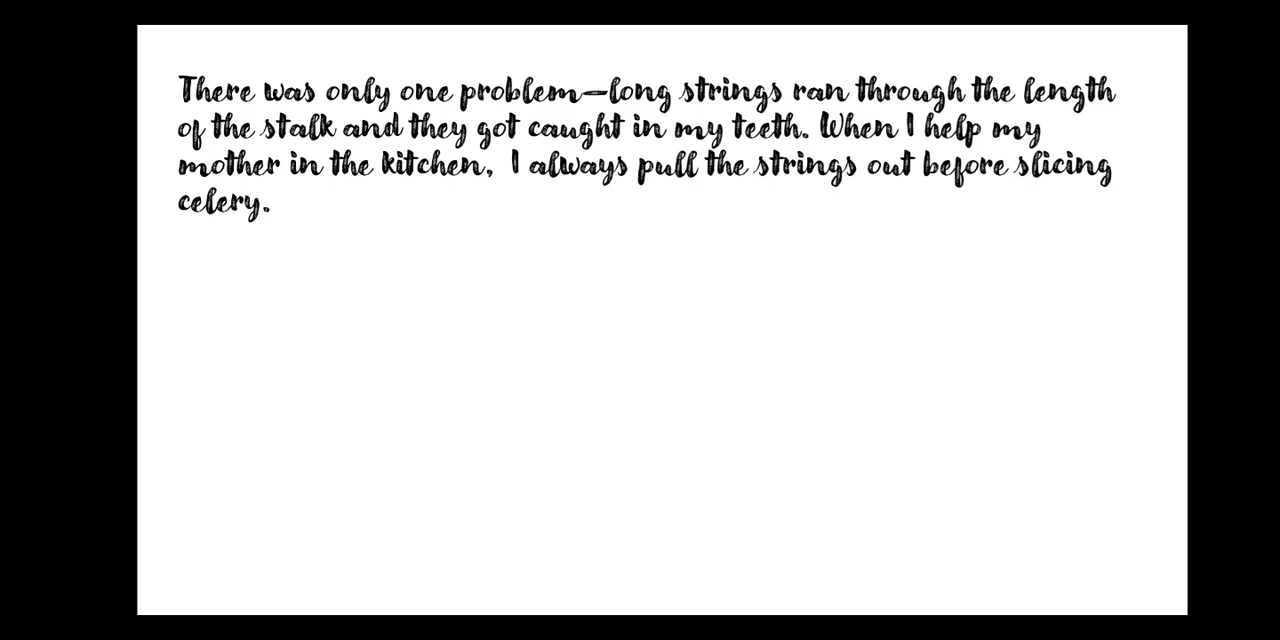 There was only one problem—long strings ran through the length
of the stalk and they got caught in my teeth. When I help my
mother in the kitchen, I always pull the strings out before slicing
celery.